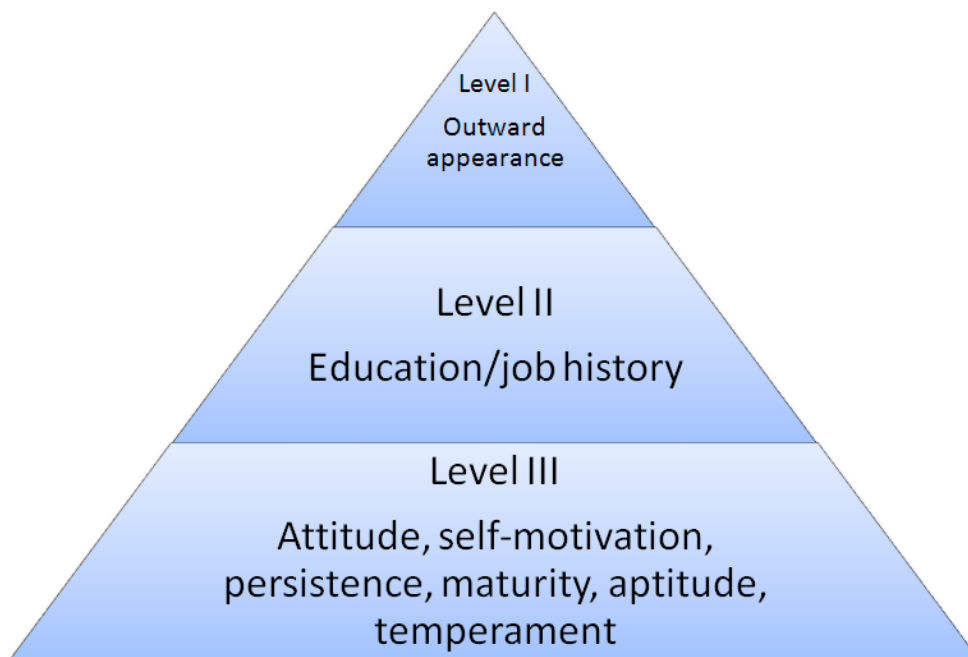 Level I
Outward
appearance
Level II
Education/job history
Level III
Attitude, self-motivation,
persistence, maturity, aptitude,
temperament